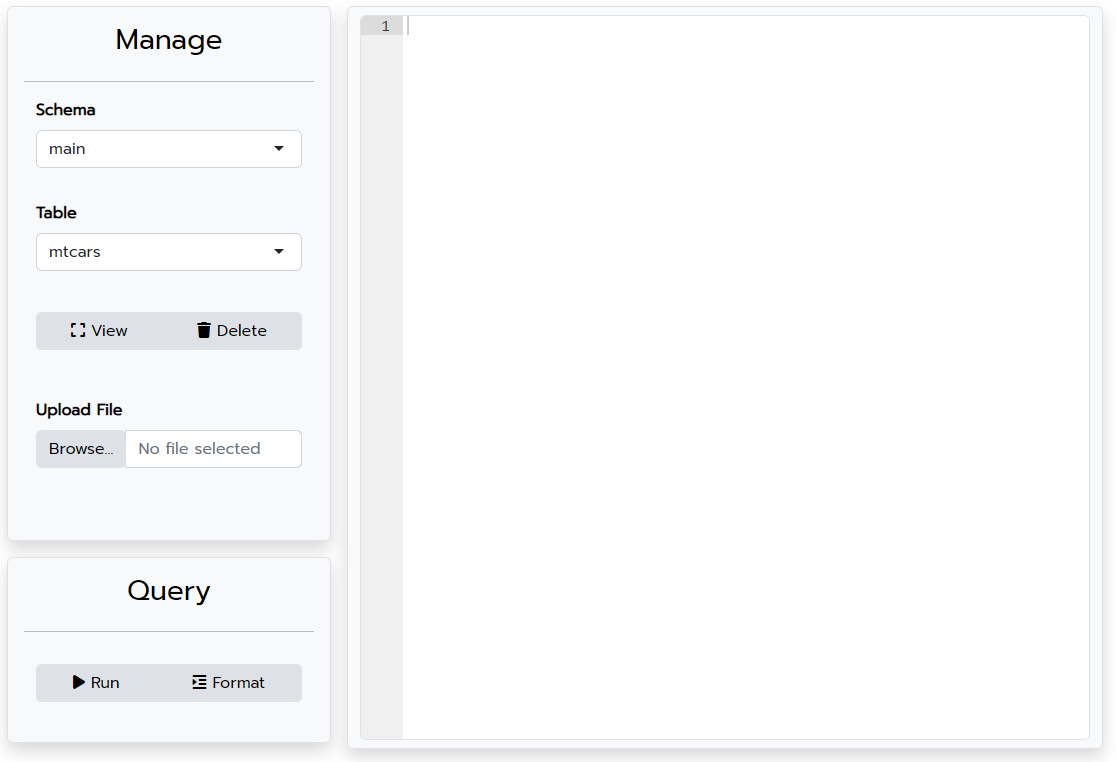 Manage
Schema
main
Table
mtcars
View Delete
Upload File
Browse... No file selected
Query
Run Format
1